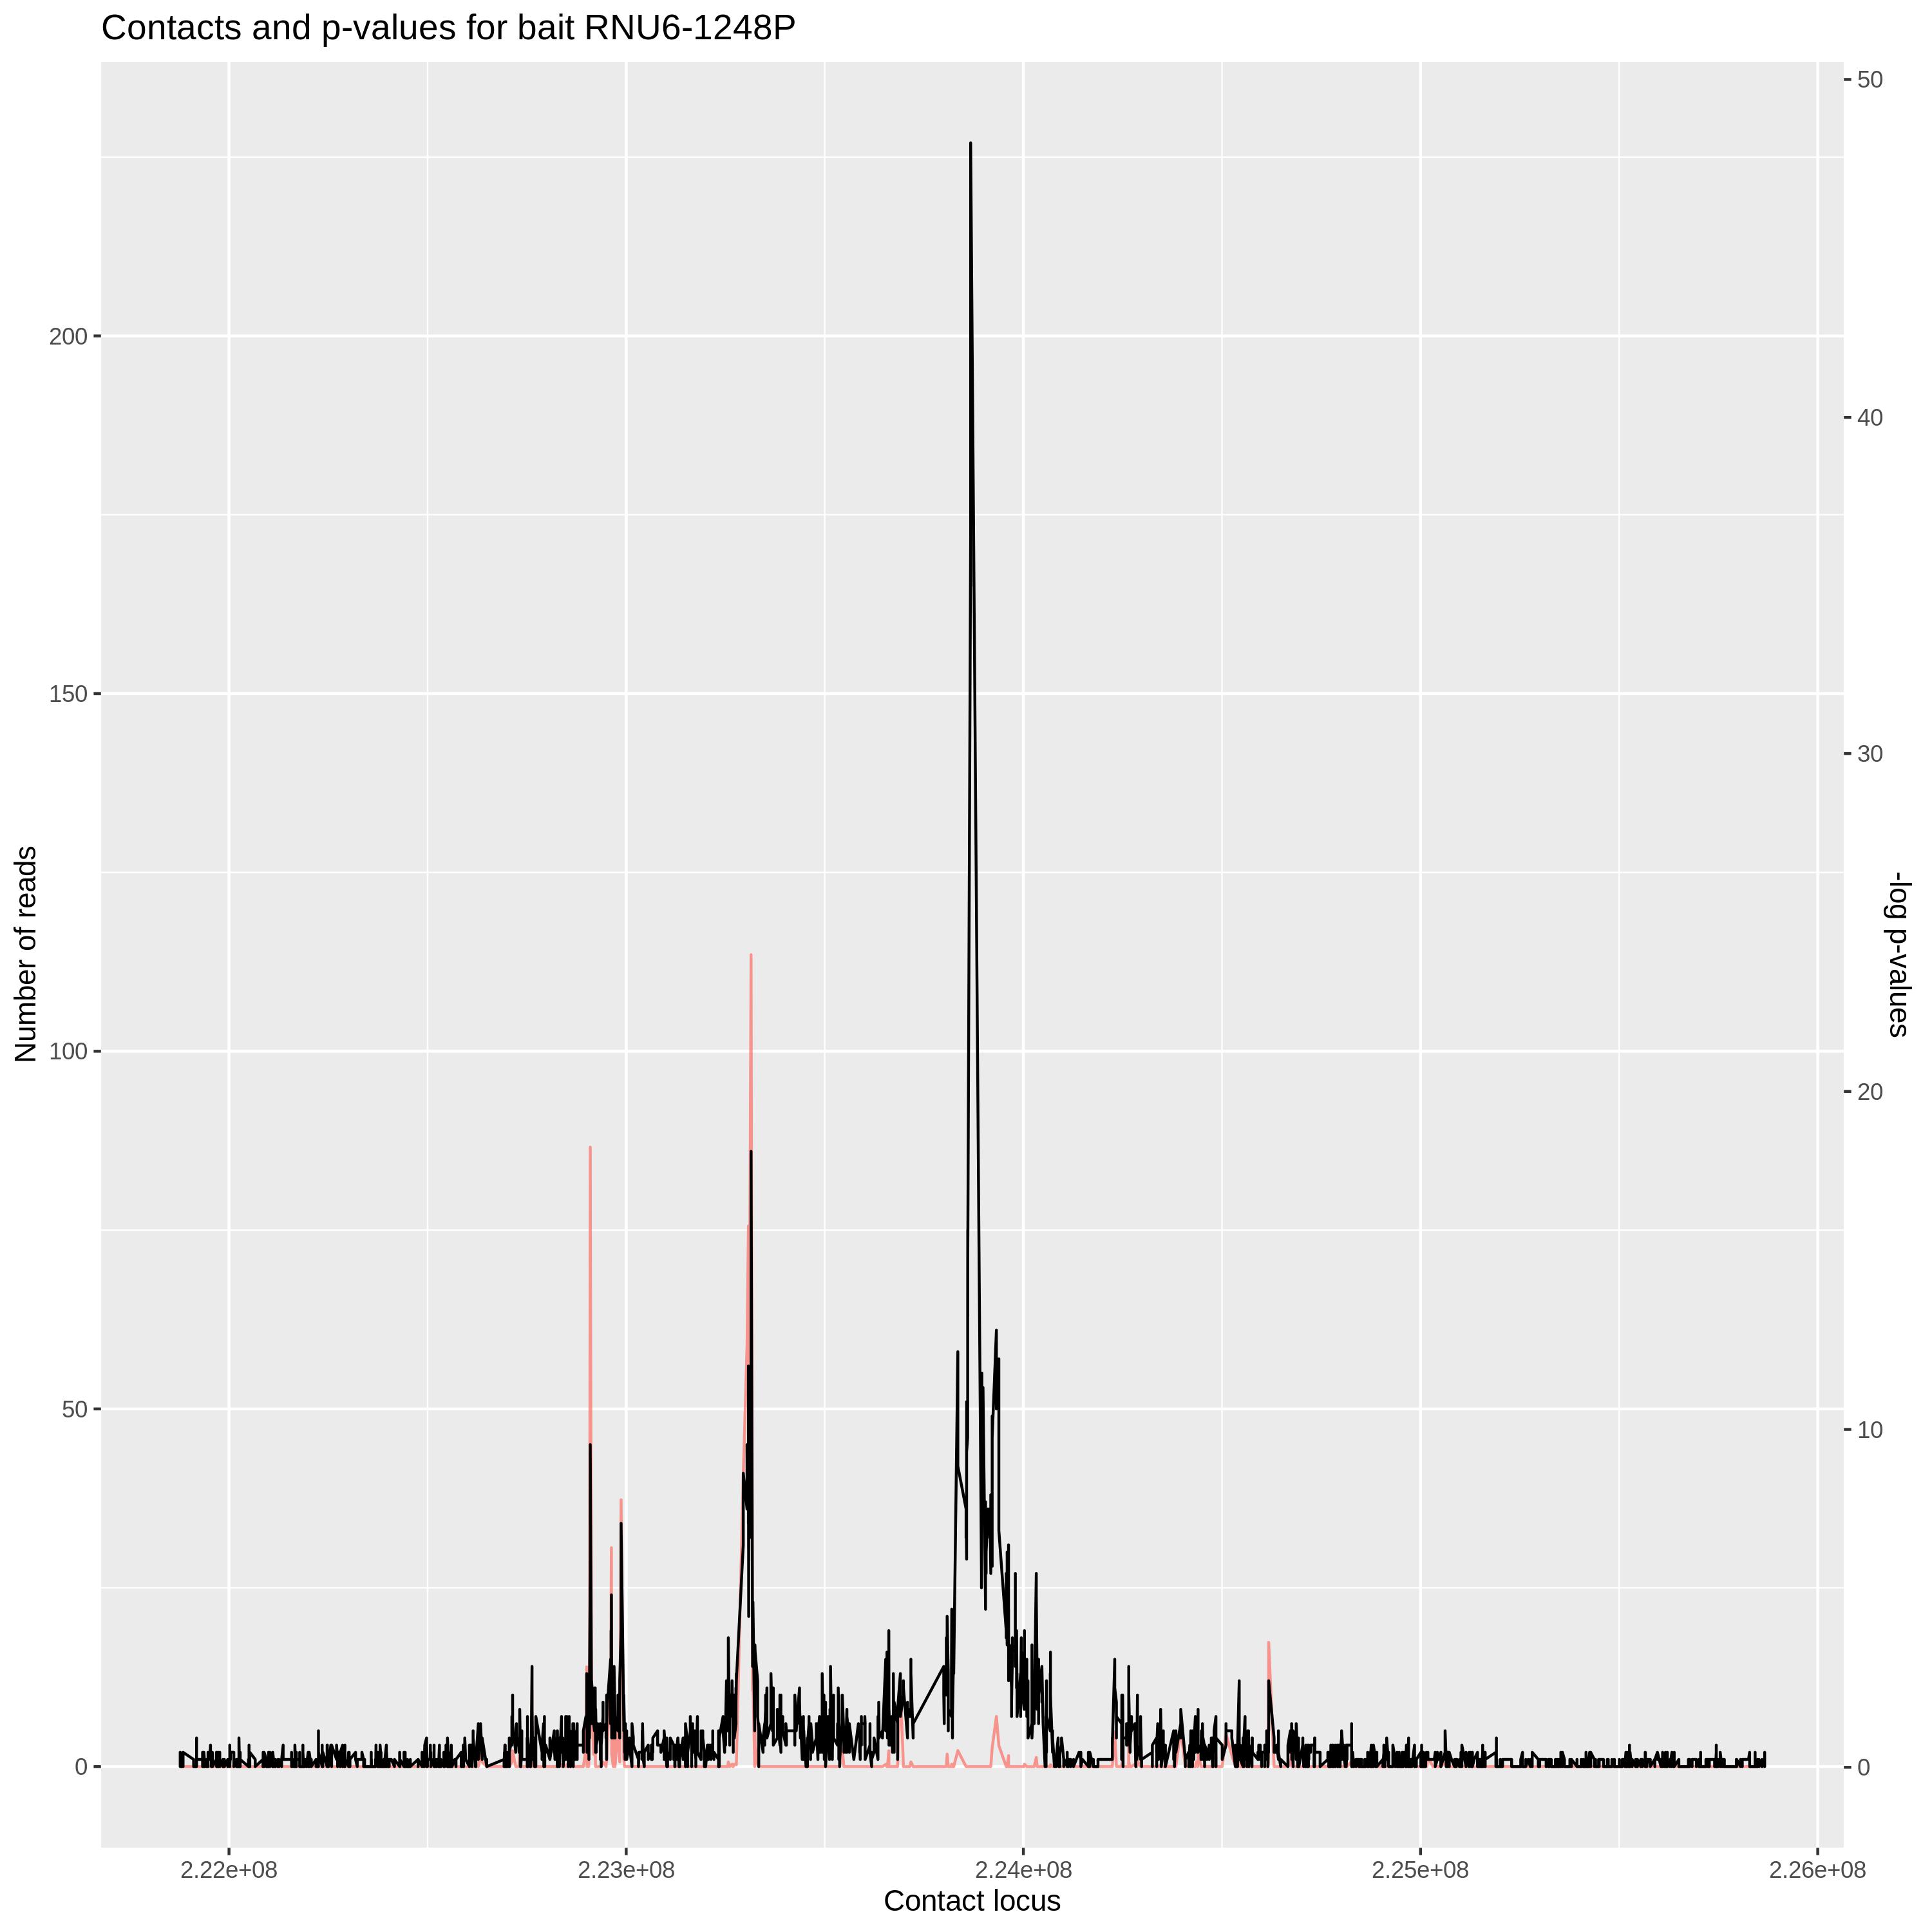 Contacts and p-values for bait RNU6-1248P
Number of reads
200
150
100
50
0
50
40
30
20
10
0
-log p-values
2.22e+08
2.23e+08
2.24e+08
2.25e+08
2.26e+08
Contact locus